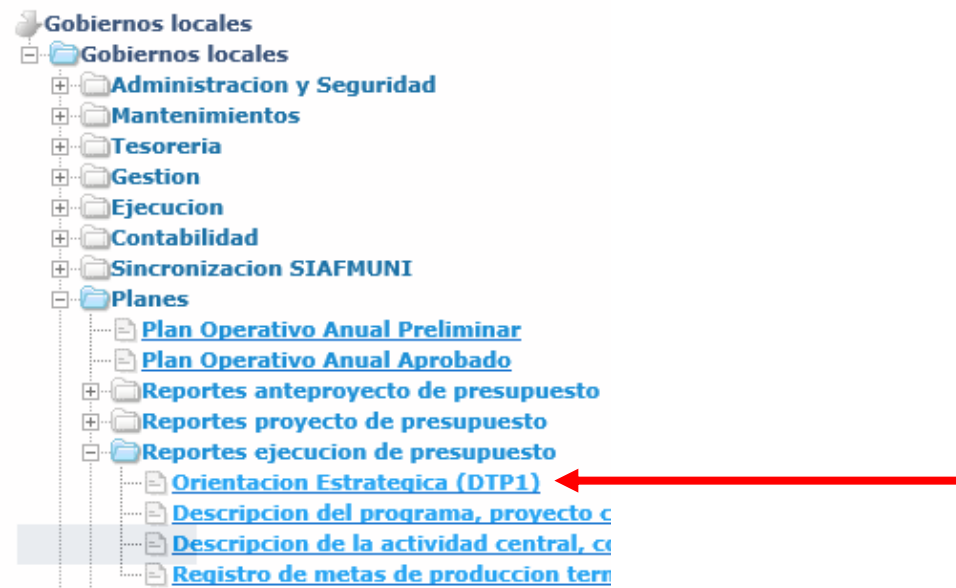 Gobiernos locales
Gobiernos locales
Administracion y Seguridad
Mantenimientos
Tesoreria
Gestion
Ejecucion
Contabilidad
Sincronizacion SIAFMUNI
Planes
Plan Operativo Anual Preliminar
Plan Operativo Anual Aprobado
Reportes anteproyecto de presupuesto
Reportes proyecto de presupuesto
Reportes ejecucion de presupuesto
Orientacion Estrategica (DTP1)
Descripcion del programa, proyecto
Descripcion de la actividad central,
Registro de metas de produccion